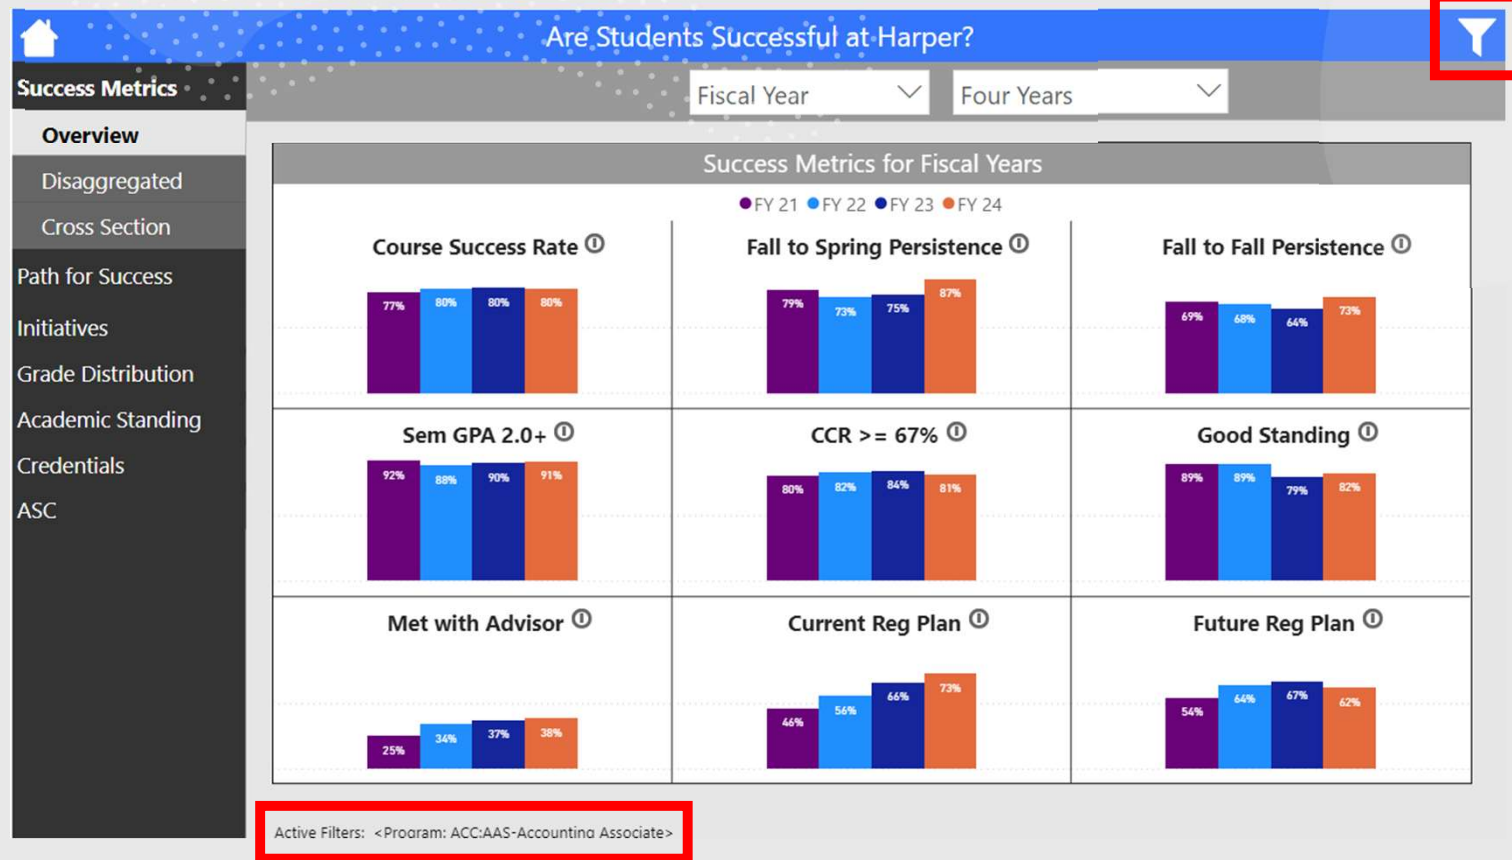 Are Students Successful at Harper?
Success Metrics
Overview
Disaggregated
Cross Section
Path for Success
Initiatives
Grade Distribution
Academic Standing
Credentials
ASC
Fiscal Year
Four Years
Success Metrics for Fiscal Years
FY 21 FY 22 FY 23 FY 24
Course Success Rate
77% 80% 80% 80%
Fall to Spring Persistence
79% 73% 75% 87%
Fall to Fall Persistence
69% 68% 64% 73%
Sem GPA 2.0+
92% 88% 90% 91%
CCR >= 67%
80% 82% 84% 81%
Good Standing
89% 89% 79% 82%
Met with Advisor
25% 34% 37% 38%
Current Reg Plan
46% 56% 66% 73%
Future Reg Plan
54% 64% 67% 62%
Active Filters: <Program: ACC:AAS-Accounting Associate>